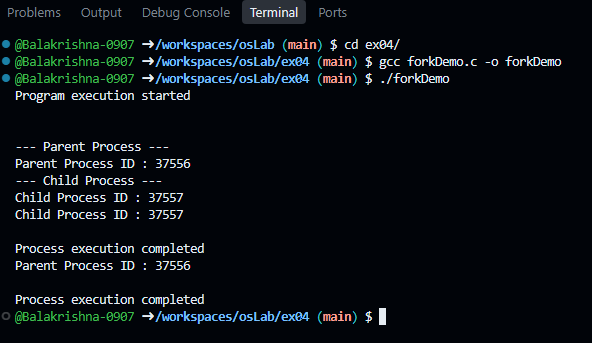 Problems Output Debug Console Terminal Ports
@Balakrishna-0907 ➜/workspaces/osLab (main) $ cd ex04/
@Balakrishna-0907 ➜/workspaces/osLab/ex04 (main) $ gcc forkDemo.c -o forkDemo
@Balakrishna-0907 ➜/workspaces/osLab/ex04 (main) $ ./forkDemo
Program execution started
--- Parent Process ---
Parent Process ID : 37556
--- Child Process ---
Child Process ID : 37557
Child Process ID : 37557
Process execution completed
Parent Process ID : 37556
Process execution completed
@Balakrishna-0907 ➜/workspaces/osLab/ex04 (main) $